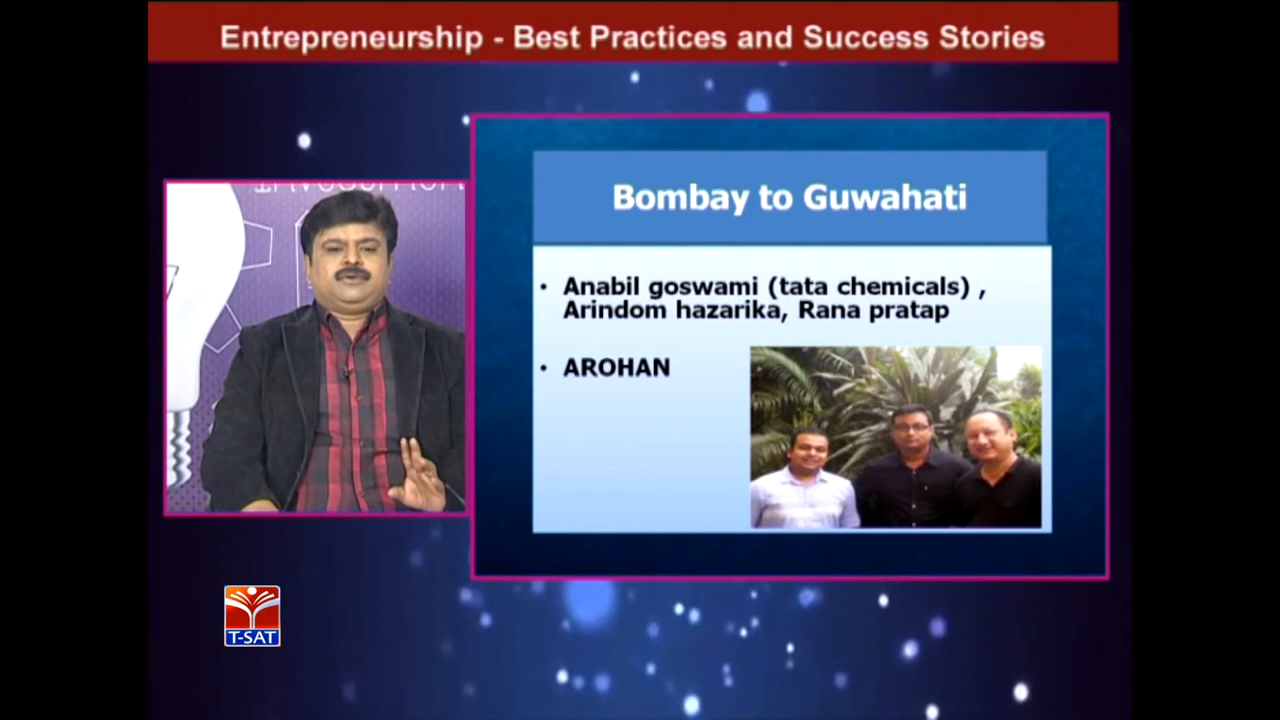 Entrepreneurship - Best Practices and Success Stories
Bombay to Guwahati
• Anabil goswami (tata chemicals) ,
Arindom hazarika, Rana pratap
• AROHAN
T-SAT